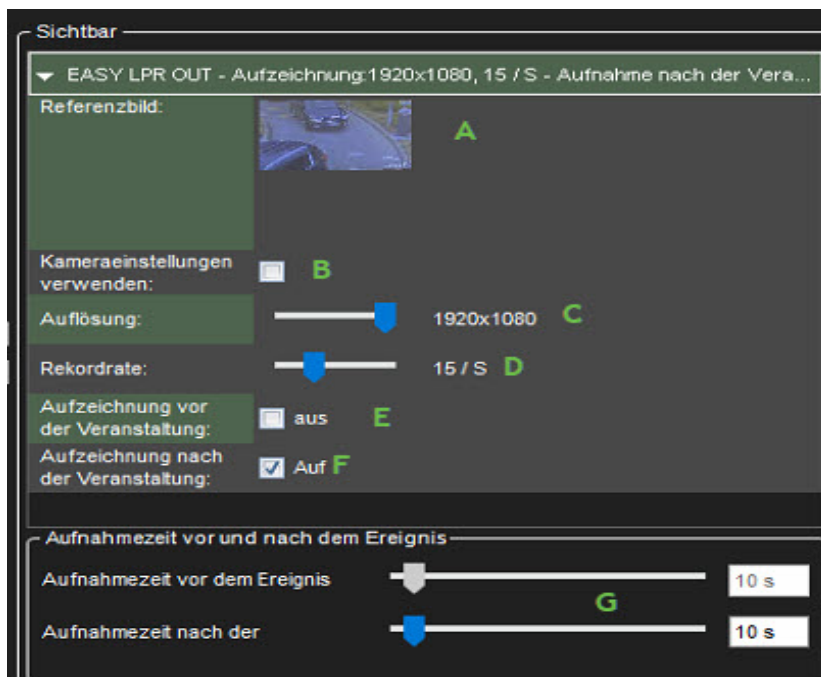 Sichtbar
EASY LPR OUT - Aufzeichnung:1920x1080, 15 / S - Aufnahme nach der Vera...
Referenzbild:
A
Kameraeinstellungen
verwenden:
B
Auflösung:
1920x1080
C
Rekordrate:
15 / S
D
Aufzeichnung vor
der Veranstaltung:
aus
E
Aufzeichnung nach
der Veranstaltung:
Auf
F
Aufnahmezeit vor und nach dem Ereignis
Aufnahmezeit vor dem Ereignis
10 s
G
Aufnahmezeit nach der
10 s